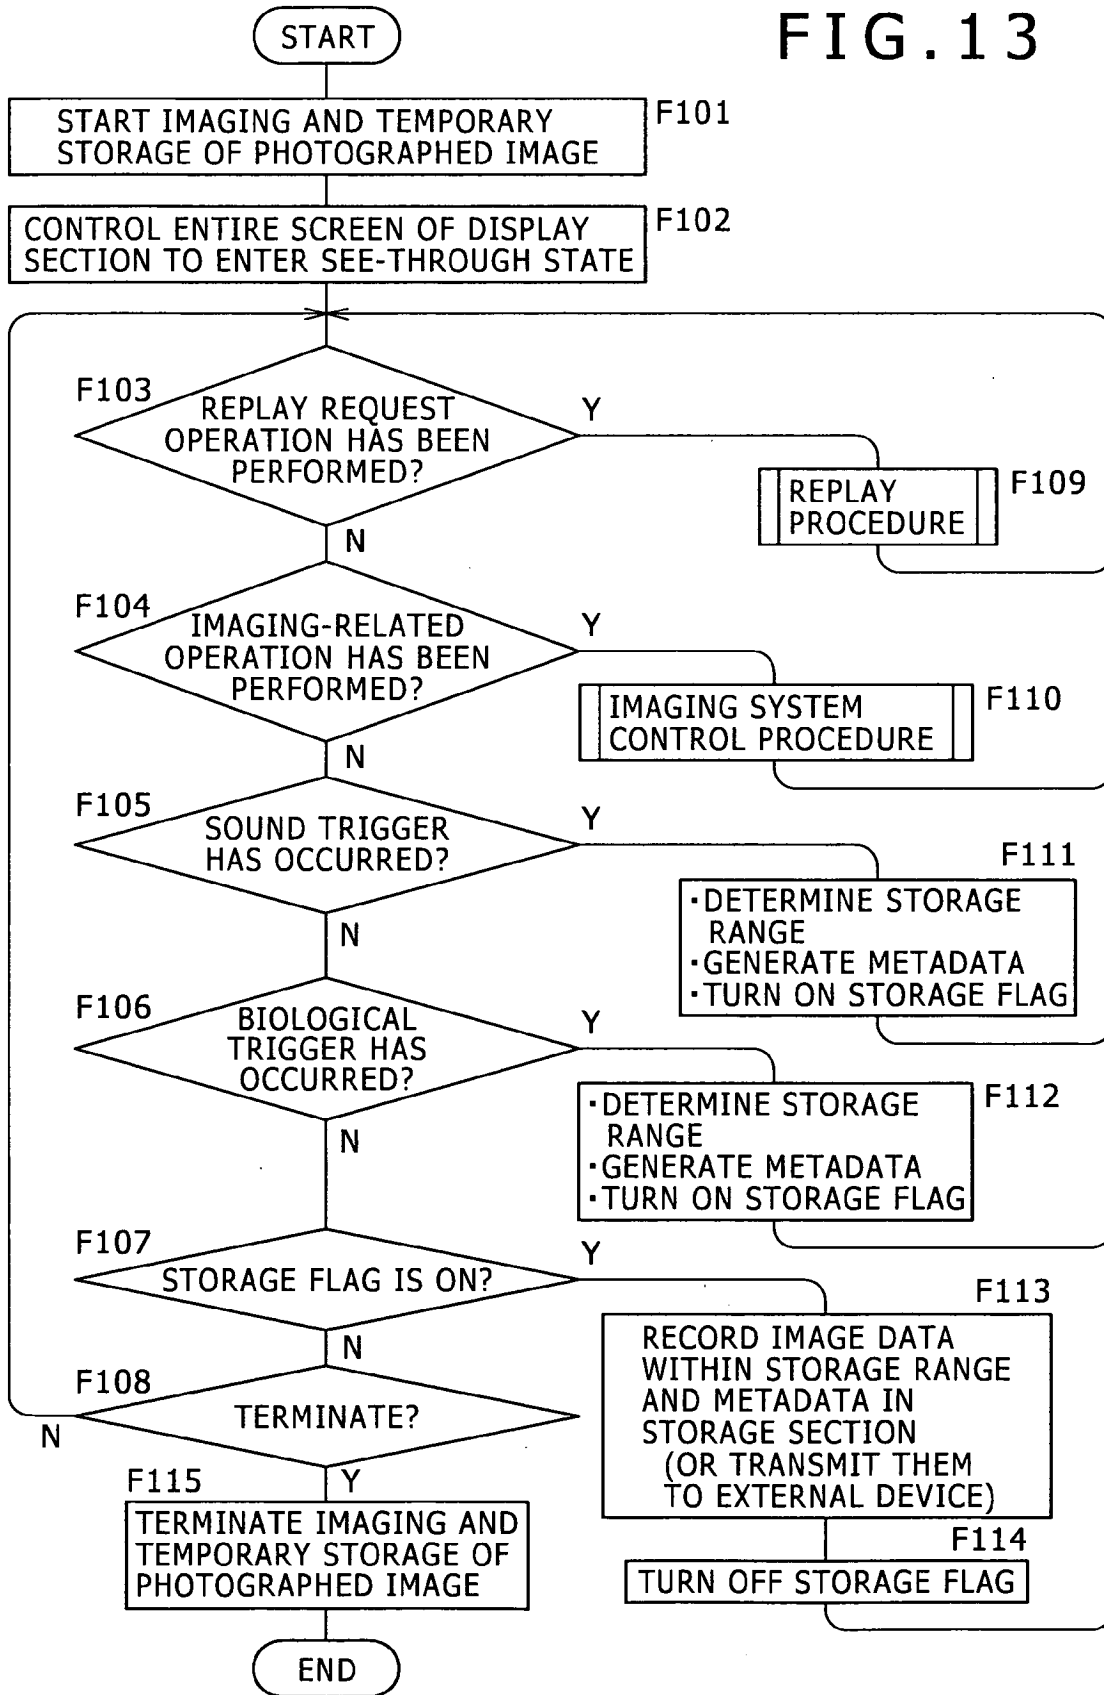 FIG.13
START
F101
START IMAGING AND TEMPORARY
STORAGE OF PHOTOGRAPHED IMAGE
F102
CONTROL ENTIRE SCREEN OF DISPLAY
SECTION TO ENTER SEE-THROUGH STATE
F103
REPLAY REQUEST
OPERATION HAS BEEN
PERFORMED?
Y
N
F109
REPLAY
PROCEDURE
F104
IMAGING-RELATED
OPERATION HAS BEEN
PERFORMED?
Y
N
F110
IMAGING SYSTEM
CONTROL PROCEDURE
F105
SOUND TRIGGER
HAS OCCURRED?
Y
N
F111
·DETERMINE STORAGE
RANGE
·GENERATE METADATA
·TURN ON STORAGE FLAG
F106
BIOLOGICAL
TRIGGER HAS
OCCURRED?
Y
N
F112
·DETERMINE STORAGE
RANGE
·GENERATE METADATA
·TURN ON STORAGE FLAG
F107
STORAGE FLAG IS ON?
Y
N
F113
RECORD IMAGE DATA
WITHIN STORAGE RANGE
AND METADATA IN
STORAGE SECTION
(OR TRANSMIT THEM
TO EXTERNAL DEVICE)
F108
TERMINATE?
N
Y
F114
TURN OFF STORAGE FLAG
F115
TERMINATE IMAGING AND
TEMPORARY STORAGE OF
PHOTOGRAPHED IMAGE
END